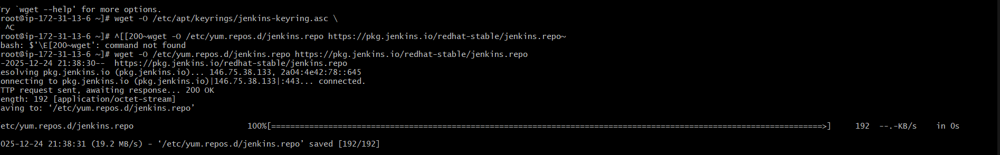 ry `wget --help' for more options.
root@ip-172-31-13-6 ~]# wget -O /etc/apt/keyrings/jenkins-keyring.asc \
^C
root@ip-172-31-13-6 ~]# ^[[200~wget -O /etc/yum.repos.d/jenkins.repo https://pkg.jenkins.io/redhat-stable/jenkins.repo~
bash: $'\E[200~wget': command not found
root@ip-172-31-13-6 ~]# wget -O /etc/yum.repos.d/jenkins.repo https://pkg.jenkins.io/redhat-stable/jenkins.repo
-2025-12-24 21:38:30-- https://pkg.jenkins.io/redhat-stable/jenkins.repo
esolving pkg.jenkins.io (pkg.jenkins.io)... 146.75.38.133, 2a04:4e42:78::645
onnecting to pkg.jenkins.io (pkg.jenkins.io)|146.75.38.133|:443... connected.
TTP request sent, awaiting response... 200 OK
ength: 192 [application/octet-stream]
aving to: ‘/etc/yum.repos.d/jenkins.repo’
etc/yum.repos.d/jenkins.repo 100%[=====================================================================================================================>] 192 --.-KB/s in 0s
025-12-24 21:38:31 (19.2 MB/s) - ‘/etc/yum.repos.d/jenkins.repo’ saved [192/192]